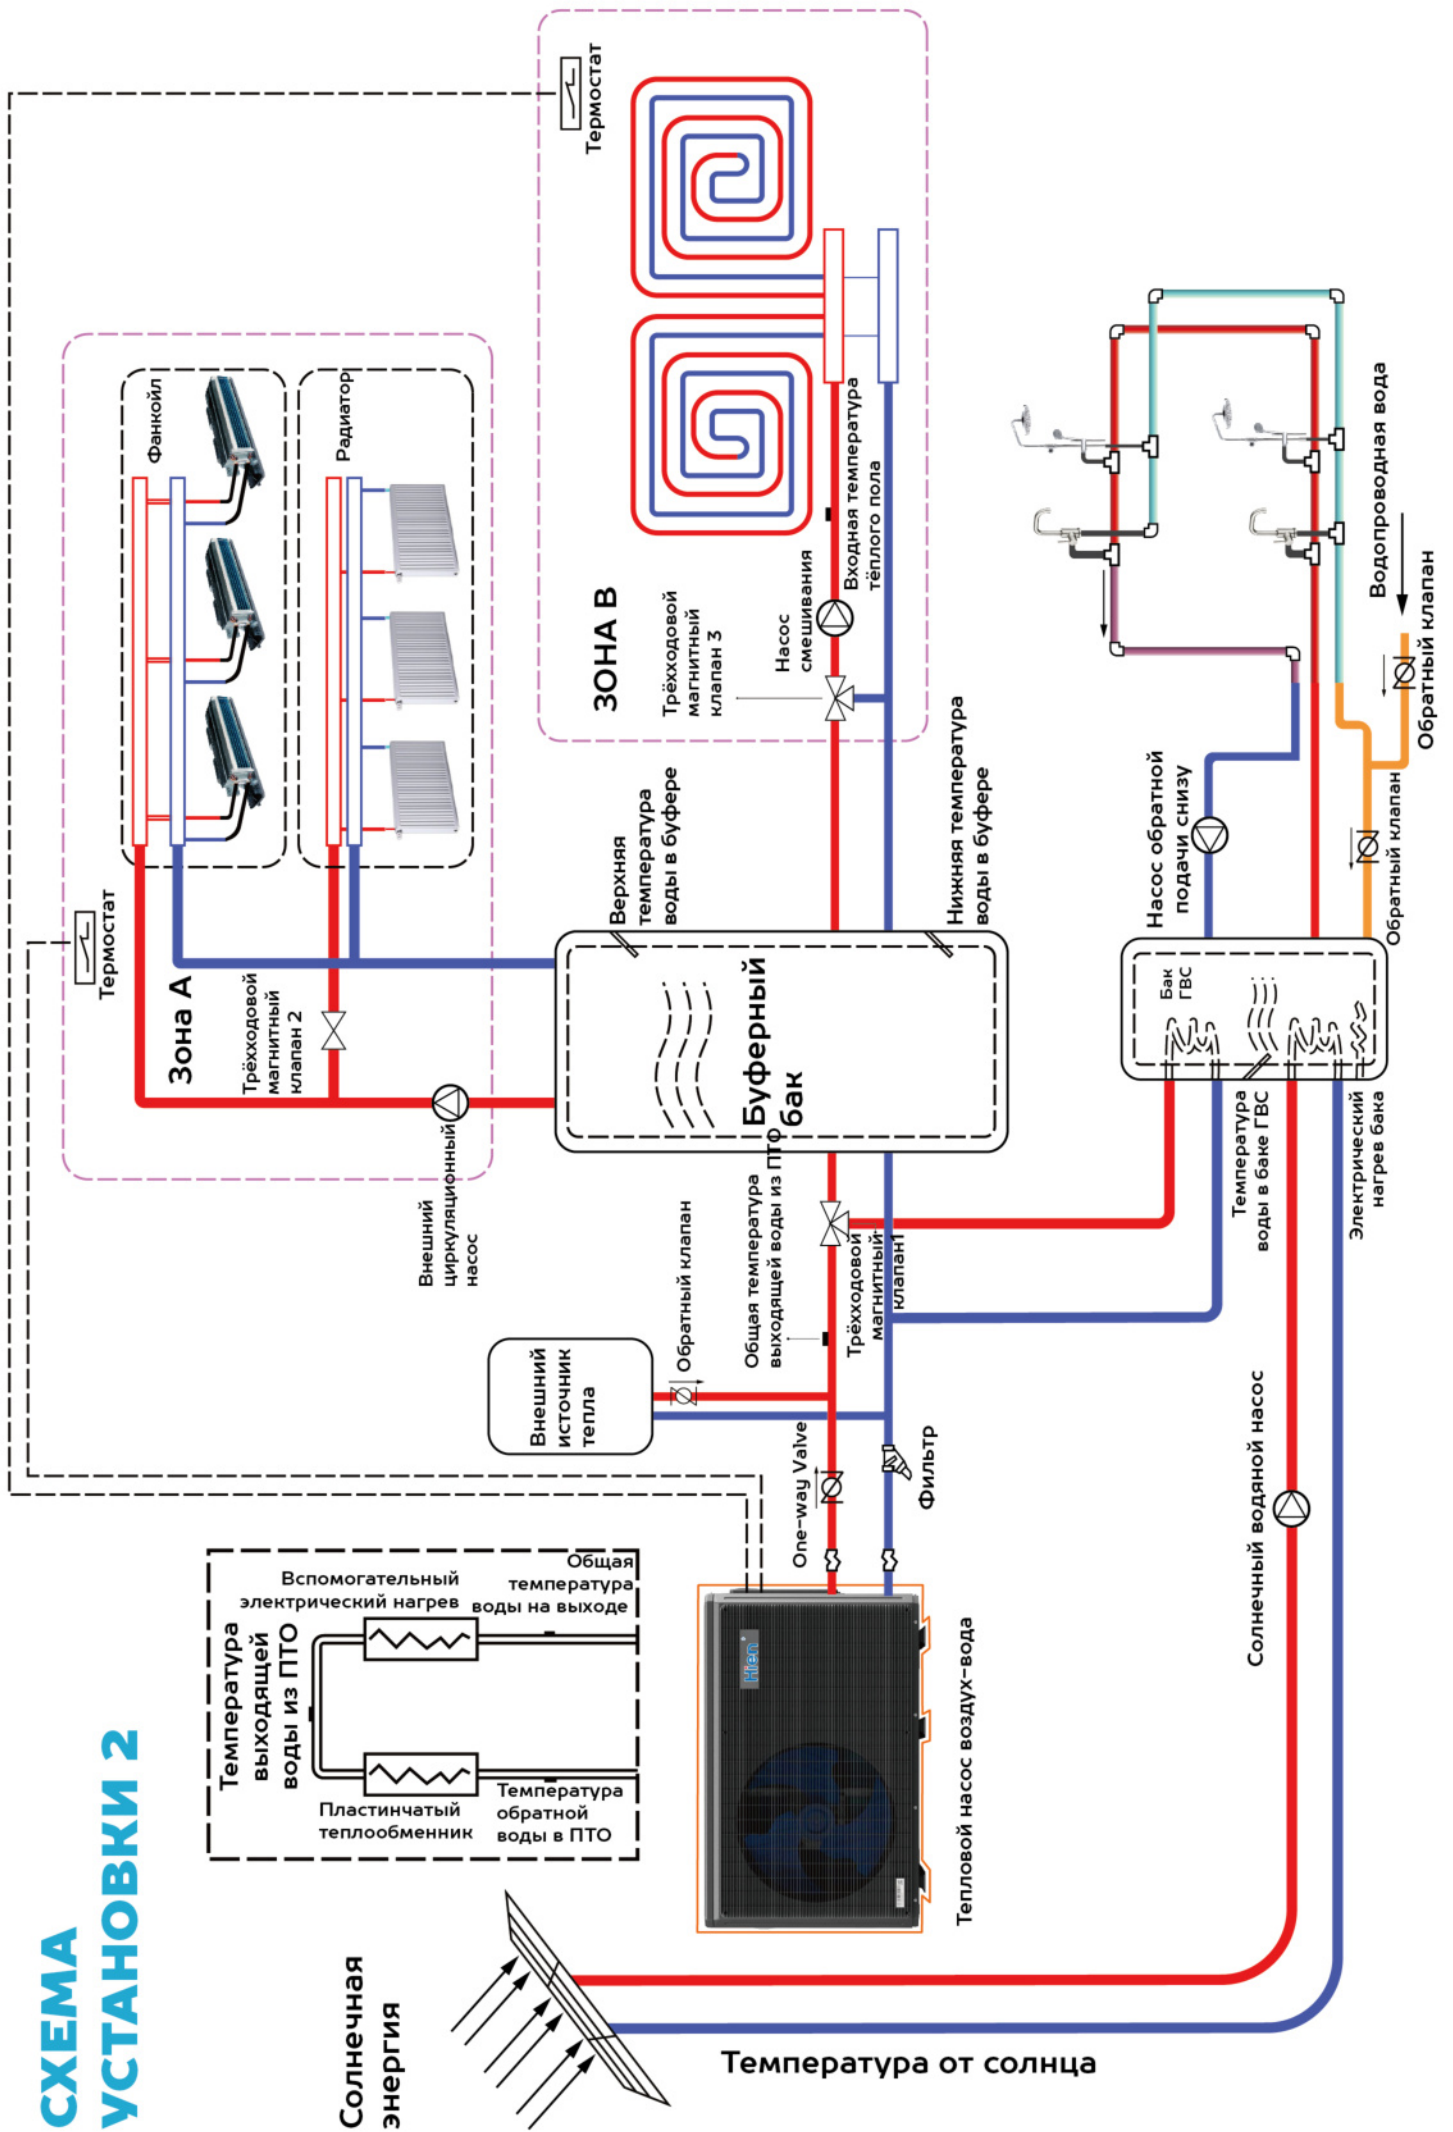 СХЕМА
УСТАНОВКИ 2
Солнечная
энергия
Температура от солнца
Температура
выходящей
воды из ПТО
Вспомогательный
электрический нагрев
Общая
температура
воды на выходе
Пластинчатый
теплообменник
Температура
обратной
воды в ПТО
Hien
Тепловой насос воздух-вода
One-way Valve
Фильтр
Внешний
источник
тепла
Обратный клапан
Общая температура
выходящей воды из ПТО
Трёхходовой
магнитный
клапан1
Внешний
циркуляционный
насос
Термостат
Зона А
Трёхходовой
магнитный
клапан 2
Фанкойл
Радиатор
Буферный
бак
Верхняя
температура
воды в буфере
Нижняя температура
воды в буфере
ЗОНА В
Трёхходовой
магнитный
клапан 3
Насос
смешивания
Входная температура
тёплого пола
Термостат
Солнечный водяной насос
Температура
воды в баке ГВС
Электрический
нагрев бака
Бак
ГВС
Насос обратной
подачи снизу
Обратный клапан
Обратный клапан
Водопроводная вода